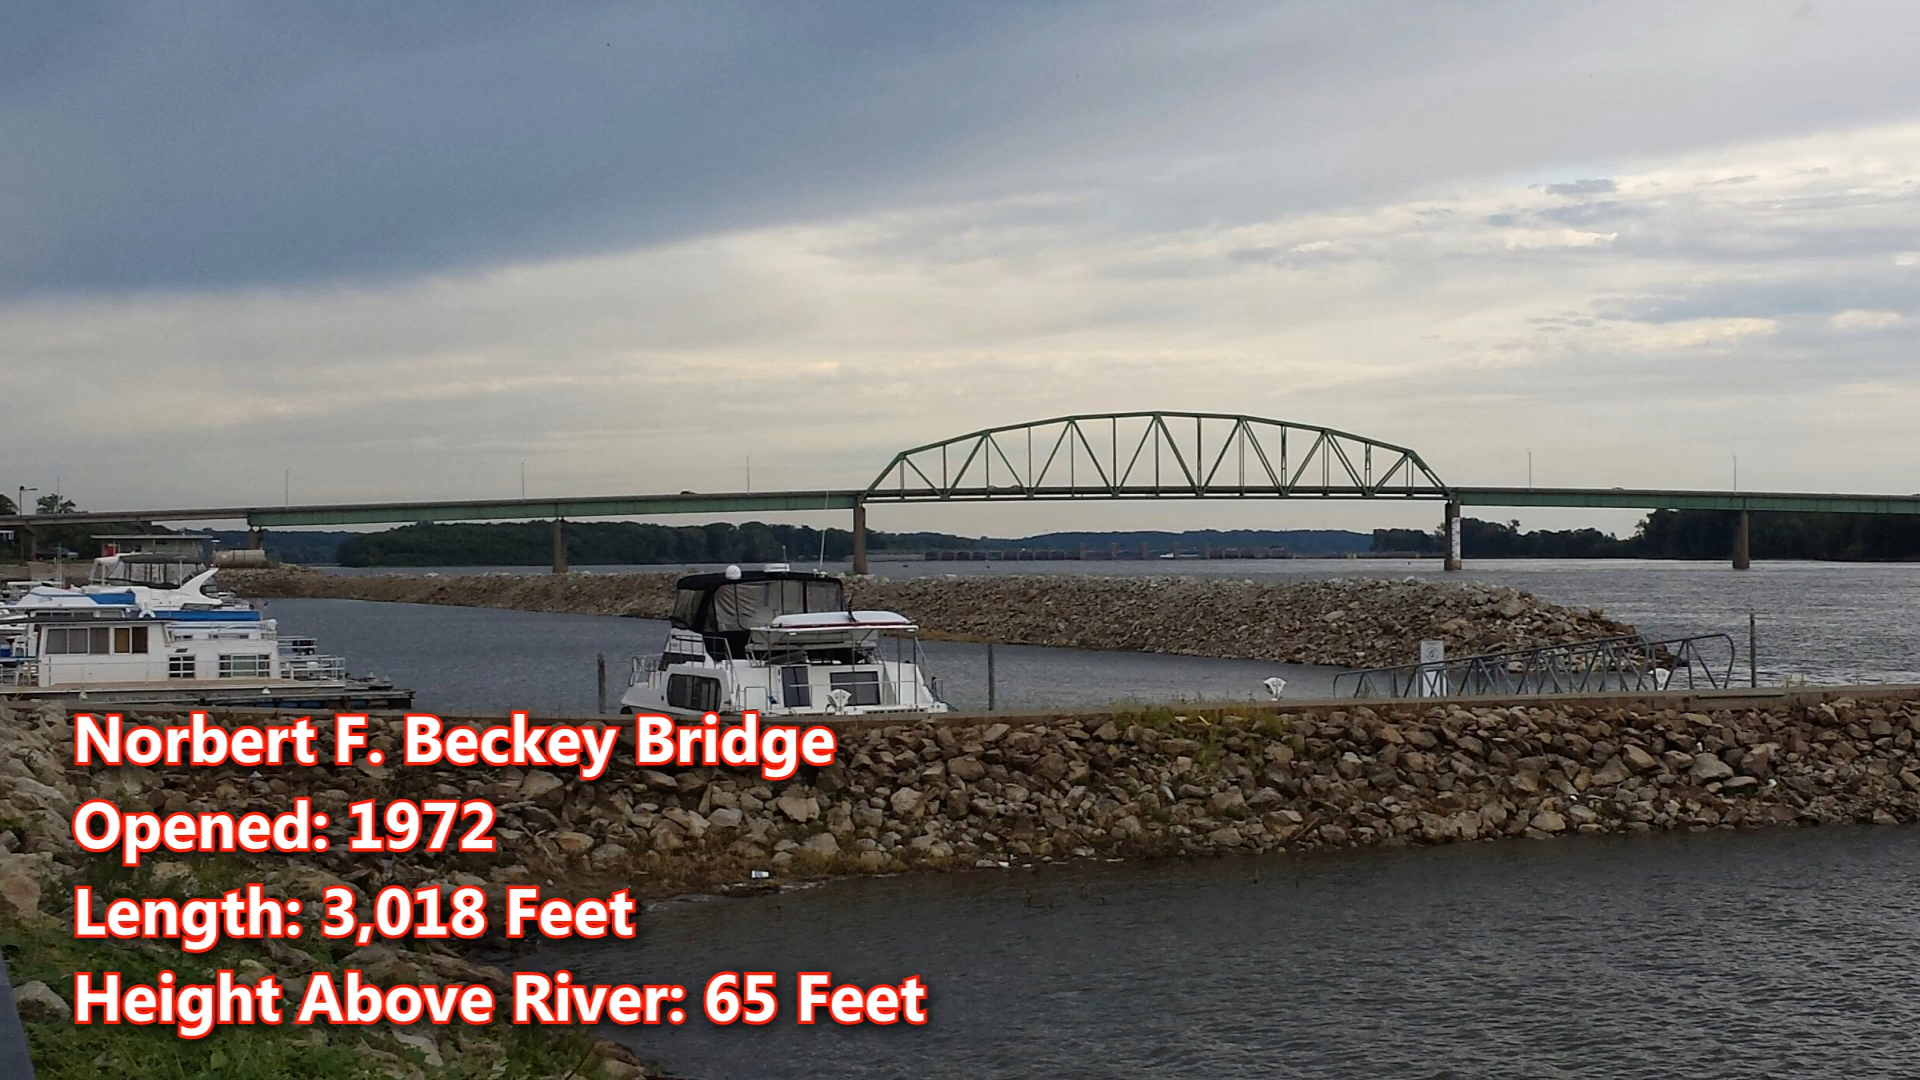 Norbert F. Beckey Bridge
Opened: 1972
Length: 3,018 Feet
Height Above River: 65 Feet